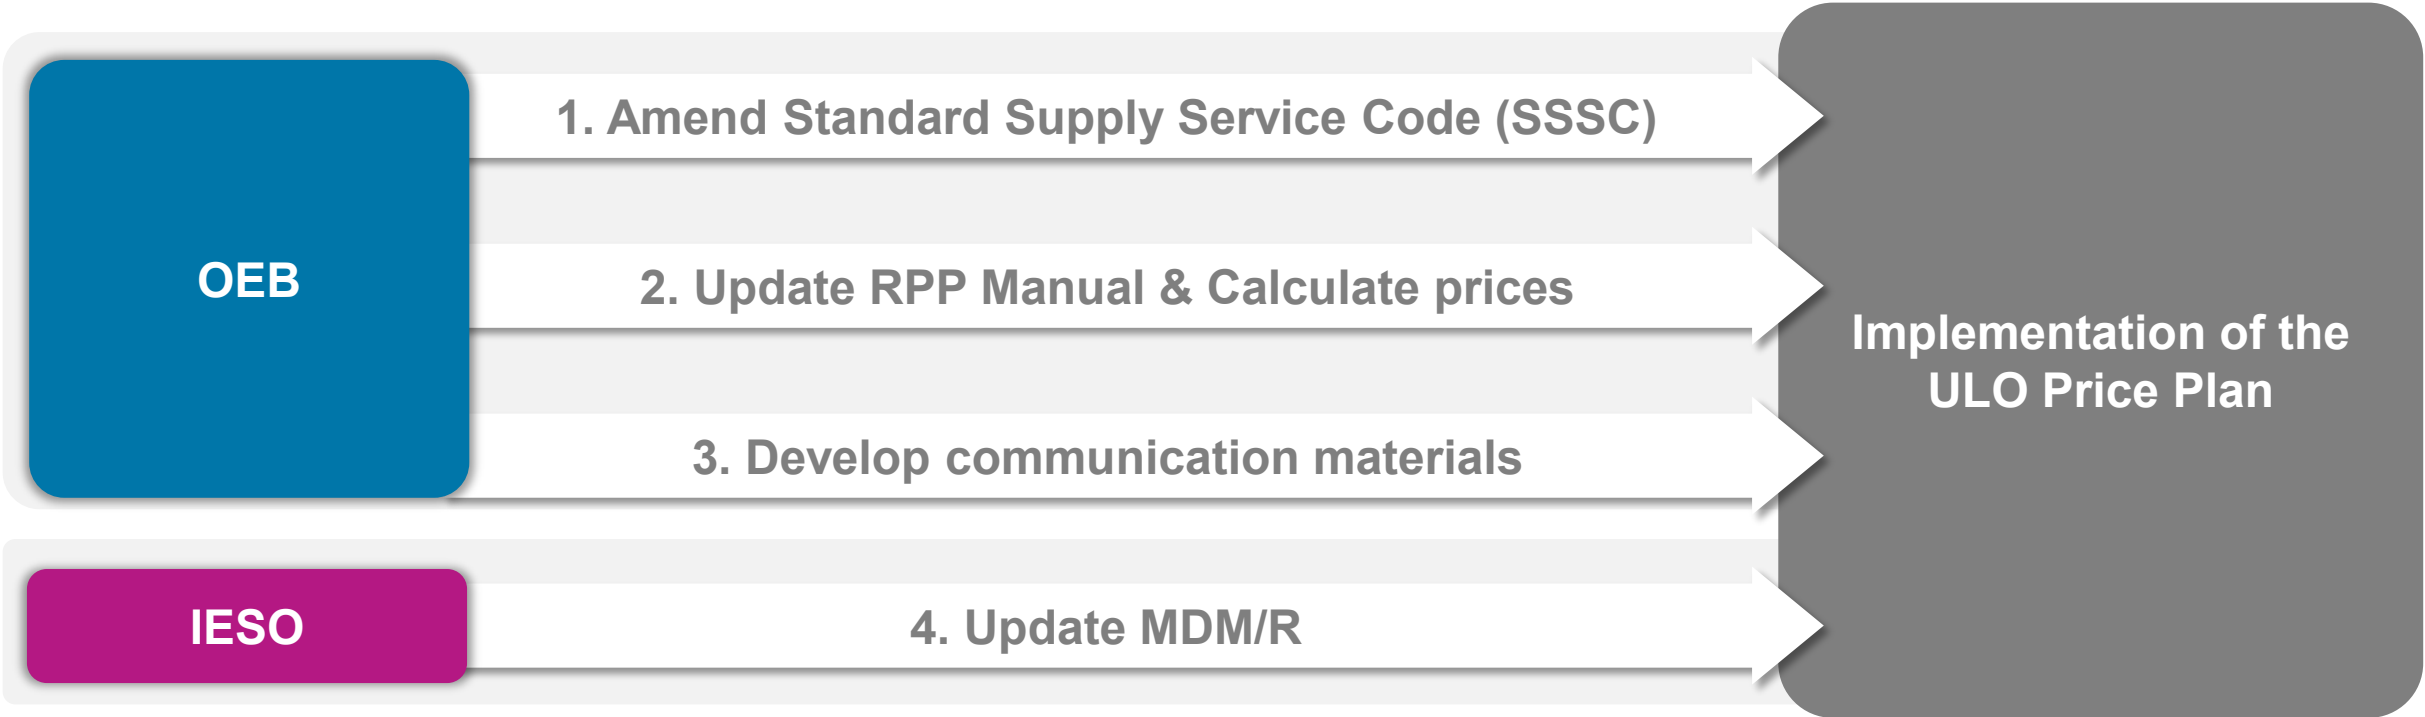 OEB
1. Amend Standard Supply Service Code (SSSC)
2. Update RPP Manual & Calculate prices
3. Develop communication materials
IESO
4. Update MDM/R
Implementation of the
ULO Price Plan